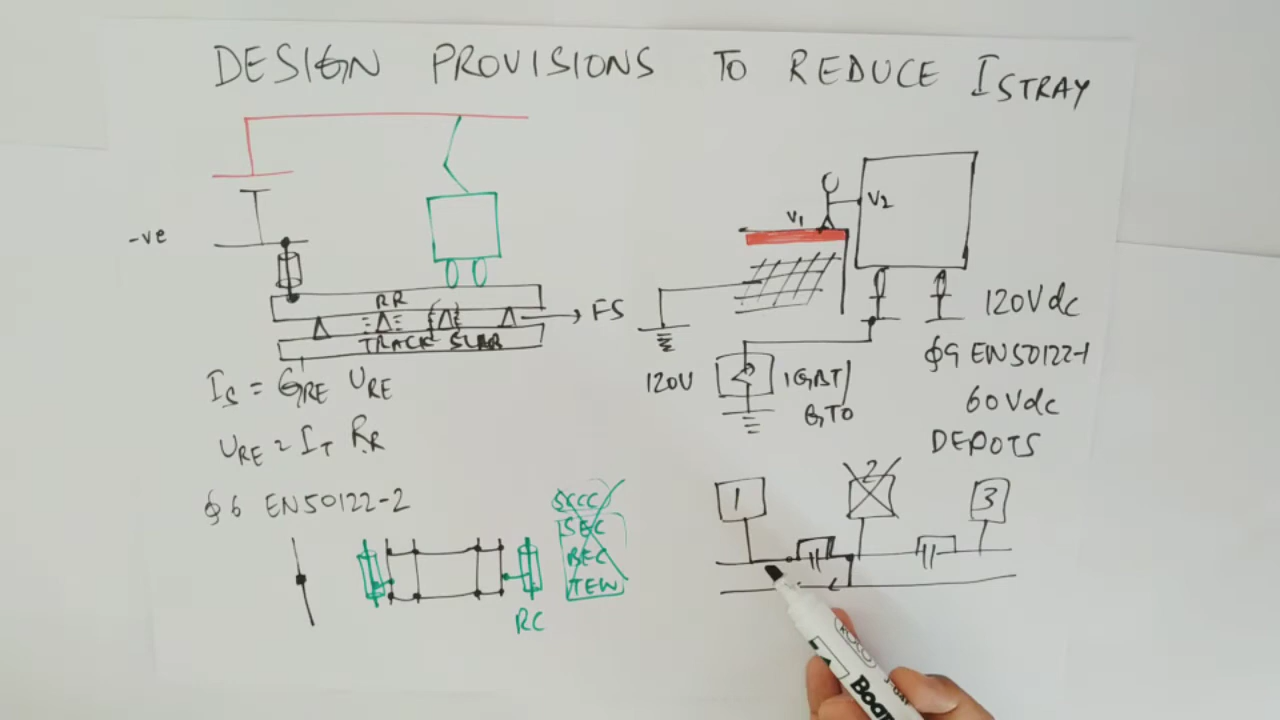 DESIGN PROVISIONS TO REDUCE ISTRAY
-ve
RR
TRACK SLAB
FS
IS = GRE URE
URE = IT RR
§ 6 EN50122-2
SCCC
SEC
BEC
TEW
RC
V1
V2
120V
IGBT/
GTO
120Vdc
§9 EN50122-1
60Vdc
DEPOTS
1
2
3